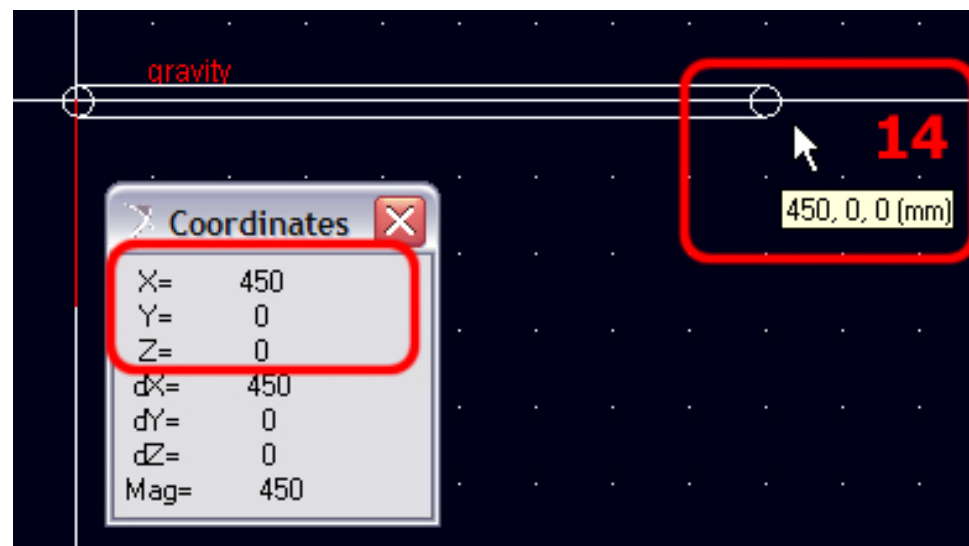 gravity
14
450, 0, 0 (mm)
Coordinates
X= 450
Y= 0
Z= 0
dX= 450
dY= 0
dZ= 0
Mag= 450